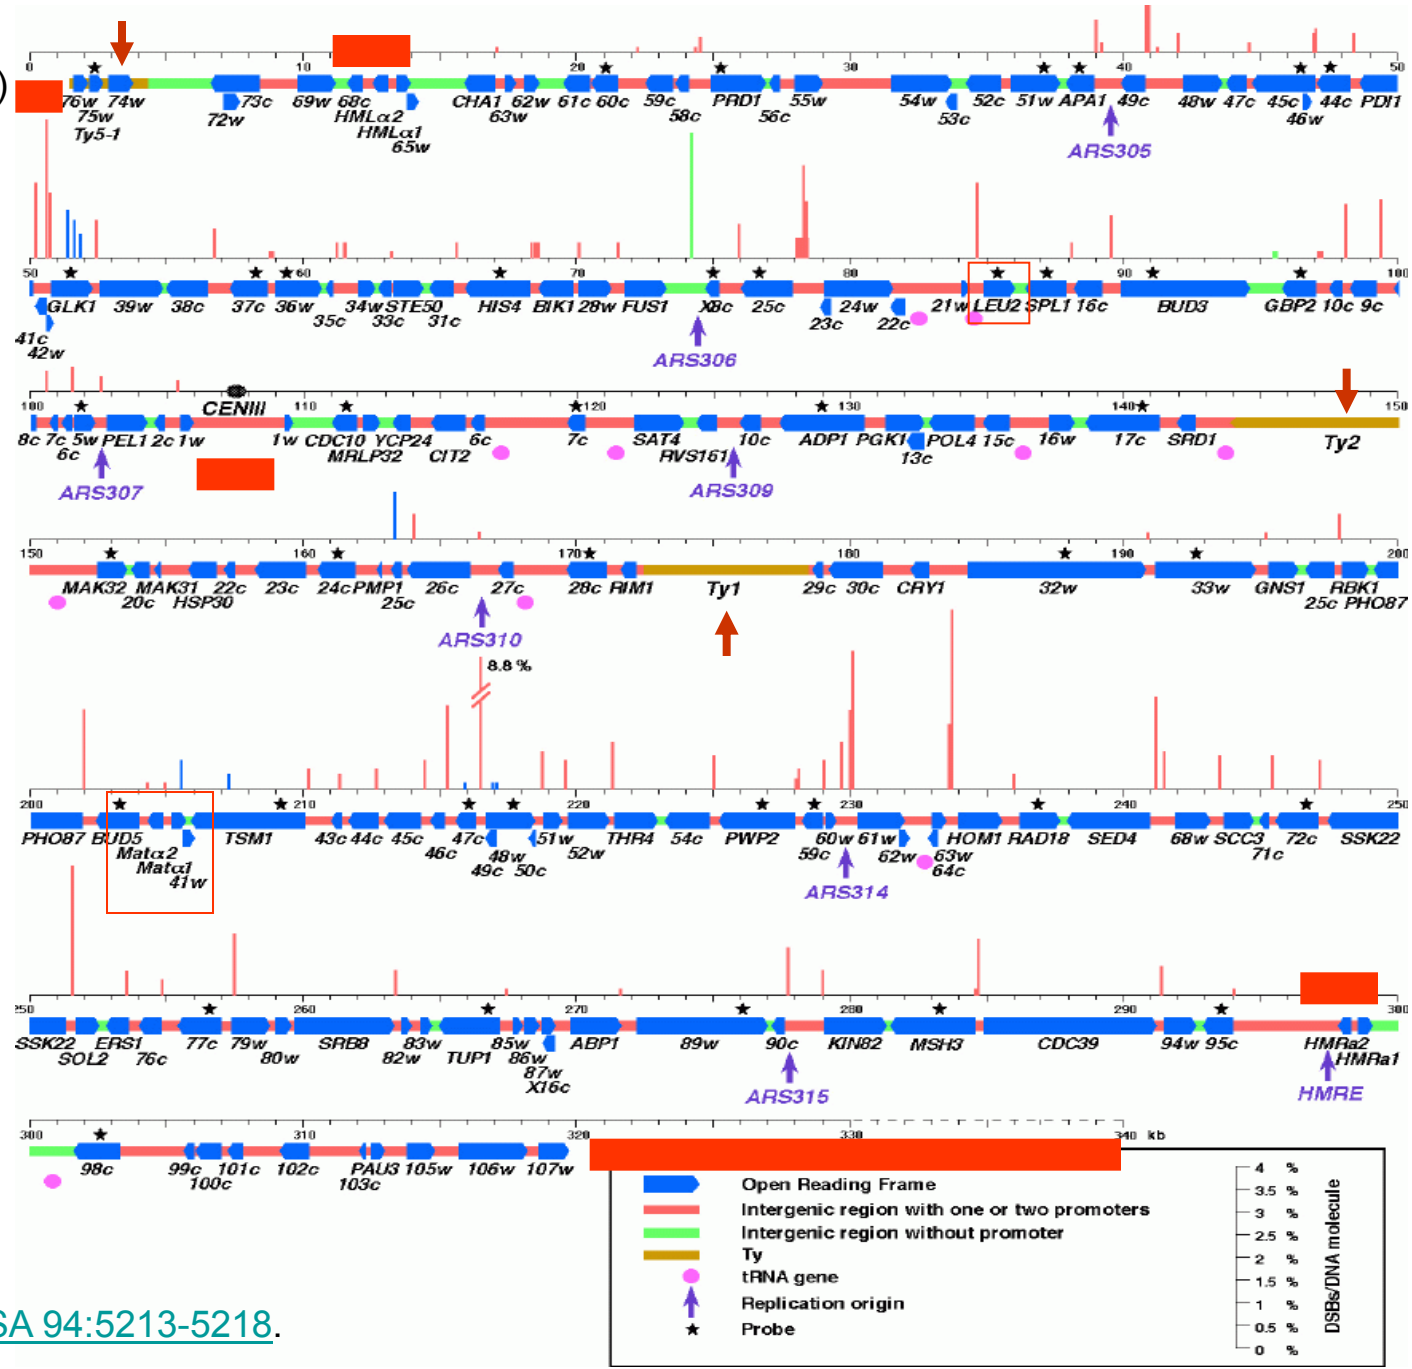 )
0 10 20 30 40 50
76w 74w 73c 69w 68c CHA1 62w 61c 60c 59c PRD1 55w 54w 52c 51w APA1 49c 48w 47c 45c 44c PDI1
75w 72w HMLα2 63w 58c 56c 53c 46w
Ty5-1 HMLα1
65w
ARS305
50 60 70 80 90 100
GLK1 39w 38c 37c 36w 34w STE50 HIS4 BIK1 28w FUS1 25c 24w 21w LEU2 SPL1 16c BUD3 GBP2 10c 9c
41c 35c 33c 31c 23c 22c
42w
ARS306
100 CENIII 110 120 130 140 150
8c 7c 5w PEL1 2c 1w 1w CDC10 YCP24 6c 7c SAT4 10c ADP1 PGK1 POL4 15c 16w 17c SRD1 Ty2
6c MRLP32 CIT2 RVS161 13c
ARS307 ARS309
150 160 170 180 190 200
MAK32 MAK31 22c 23c 24c PMP1 26c 27c 28c RIM1 Ty1 29c 30c CRY1 32w 33w GNS1 RBK1
20c HSP30 25c 25c PHO87
ARS310
8.8 %
200 210 220 230 240 250
PHO87 BUD5 TSM1 43c 44c 45c 47c 51w THR4 54c PWP2 60w 61w HOM1 RAD18 SED4 68w SCC3 72c SSK22
Matα2 46c 48w 52w 59c 62w 63w 71c
Matα1 49c 50c 64c
41w
ARS314
250 260 270 280 290 300
SSK22 ERS1 77c 79w SRB8 83w 85w ABP1 89w 90c KIN82 MSH3 CDC39 94w 95c HMRa2
SOL2 76c 80w 82w TUP1 86w HMRa1
87w
X16c
ARS315 HMRE
300 310 320 330 340 kb
98c 99c 101c 102c PAU3 105w 106w 107w
100c 103c
Open Reading Frame
Intergenic region with one or two promoters
Intergenic region without promoter
Ty
tRNA gene
Replication origin
Probe
4 %
3.5 %
3 %
2.5 %
2 %
1.5 %
1 %
0.5 %
0 %
DSBs/DNA molecule
SA 94:5213-5218.